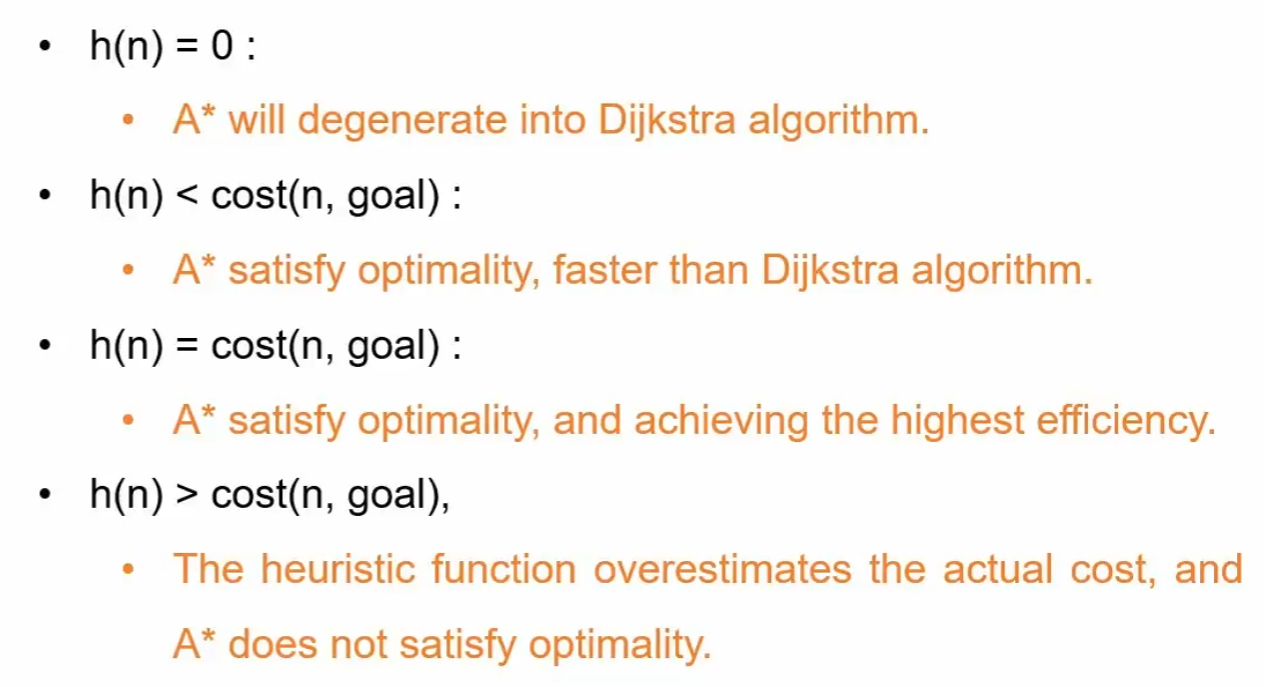 • h(n) = 0 :
• A* will degenerate into Dijkstra algorithm.
• h(n) < cost(n, goal) :
• A* satisfy optimality, faster than Dijkstra algorithm.
• h(n) = cost(n, goal) :
• A* satisfy optimality, and achieving the highest efficiency.
• h(n) > cost(n, goal),
• The heuristic function overestimates the actual cost, and
A* does not satisfy optimality.